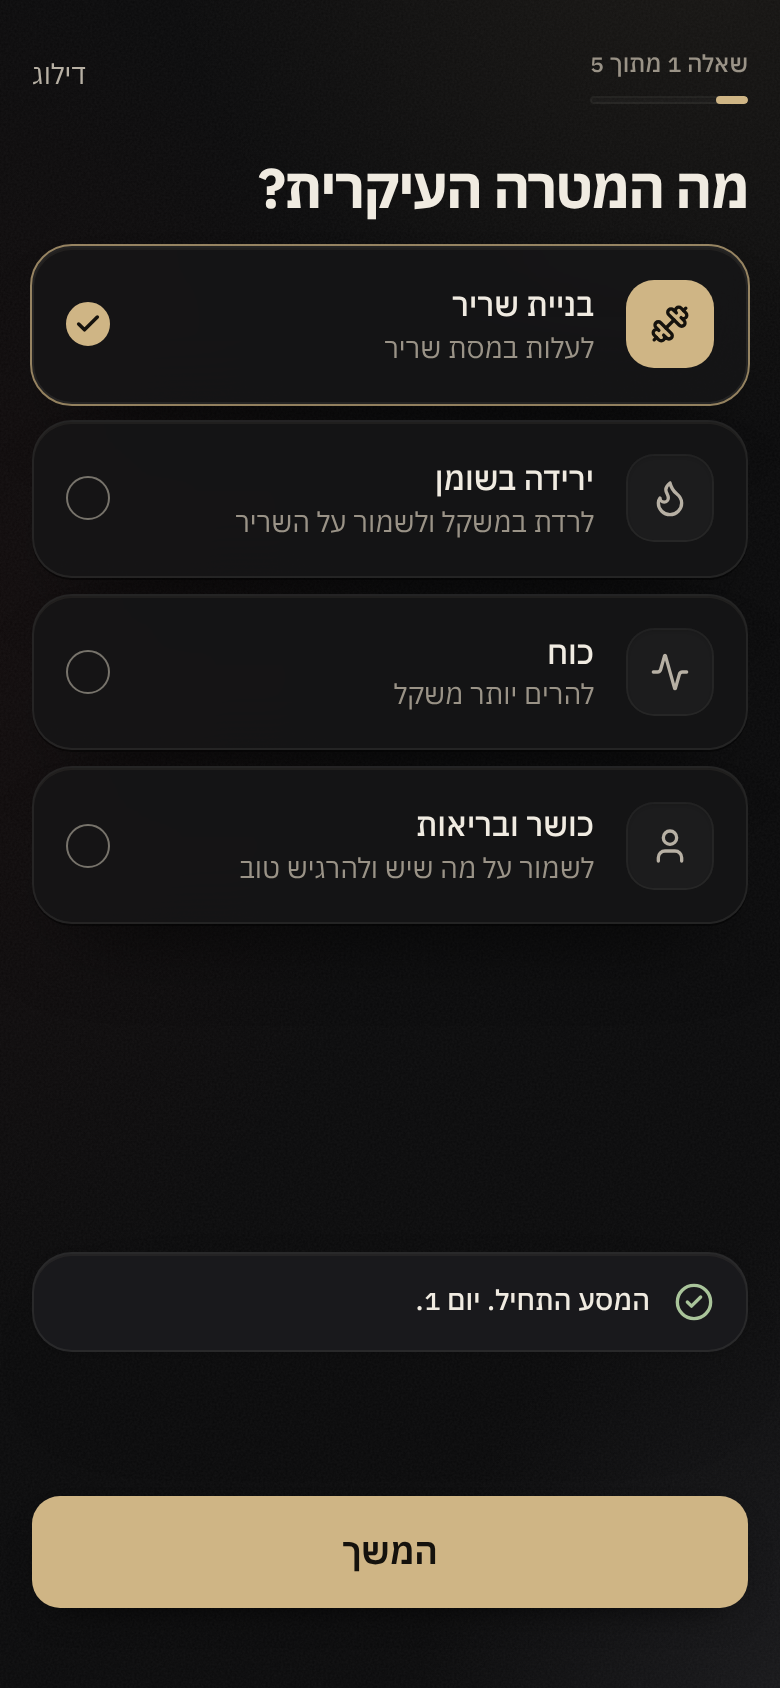 שאלה 1 מתוך 5
דילוג
מה המטרה העיקרית?
בניית שריר
לעלות במסת שריר
ירידה בשומן
לרדת במשקל ולשמור על השריר
כוח
להרים יותר משקל
כושר ובריאות
לשמור על מה שיש ולהרגיש טוב
המסע התחיל. יום 1.
המשך